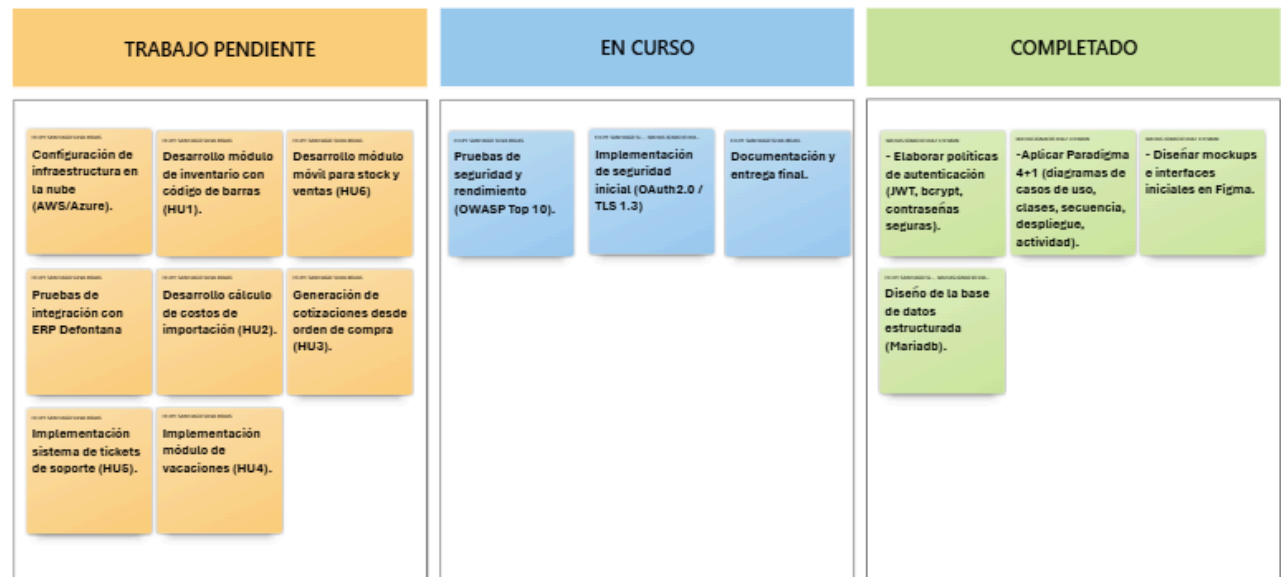 TRABAJO PENDIENTE
EN CURSO
COMPLETADO
Configuración de
infraestructura en
la nube
(AWS/Azure).
Desarrollo módulo
de inventario con
código de barras
(HU1).
Desarrollo módulo
móvil para stock y
ventas (HU6)
Pruebas de
integración con
ERP Defontana
Desarrollo cálculo
de costos de
importación (HU2).
Generación de
cotizaciones desde
orden de compra
(HU3).
Implementación
sistema de tickets
de soporte (HU5).
Implementación
módulo de
vacaciones (HU4).
Pruebas de
seguridad y
rendimiento
(OWASP Top 10).
Implementación
de seguridad
inicial (OAuth2.0 /
TLS 1.3)
Documentación y
entrega final.
- Elaborar políticas
de autenticación
(JWT, bcrypt,
contraseñas
seguras).
-Aplicar Paradigma
4+1 (diagramas de
casos de uso,
clases, secuencia,
despliegue,
actividad).
- Diseñar mockups
e interfaces
iniciales en Figma.
Diseño de la base
de datos
estructurada
(Mariadb).